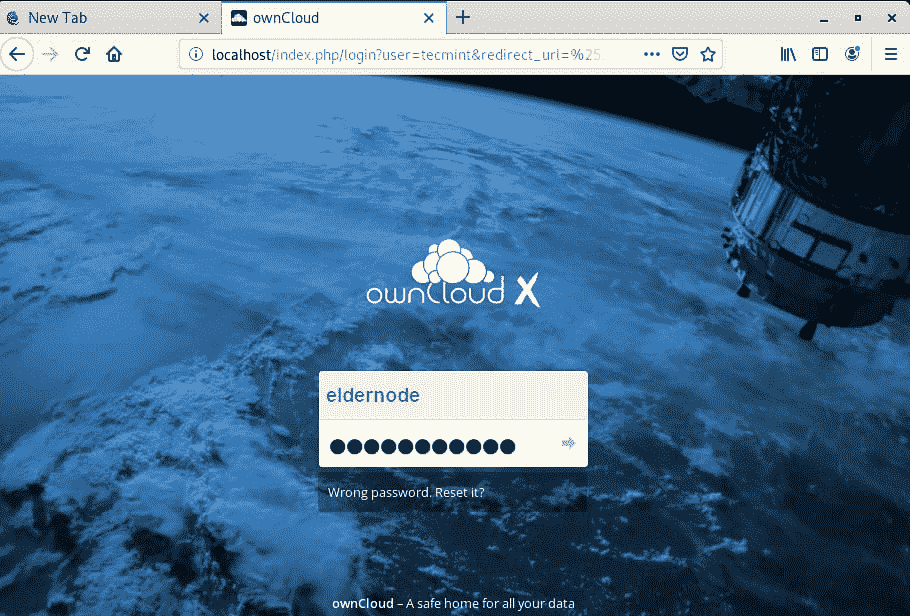 New Tab
ownCloud
localhost/index.php/login?user=tecmint&redirect_url=%25
ownCloud X
eldernode
Wrong password. Reset it?
ownCloud – A safe home for all your data